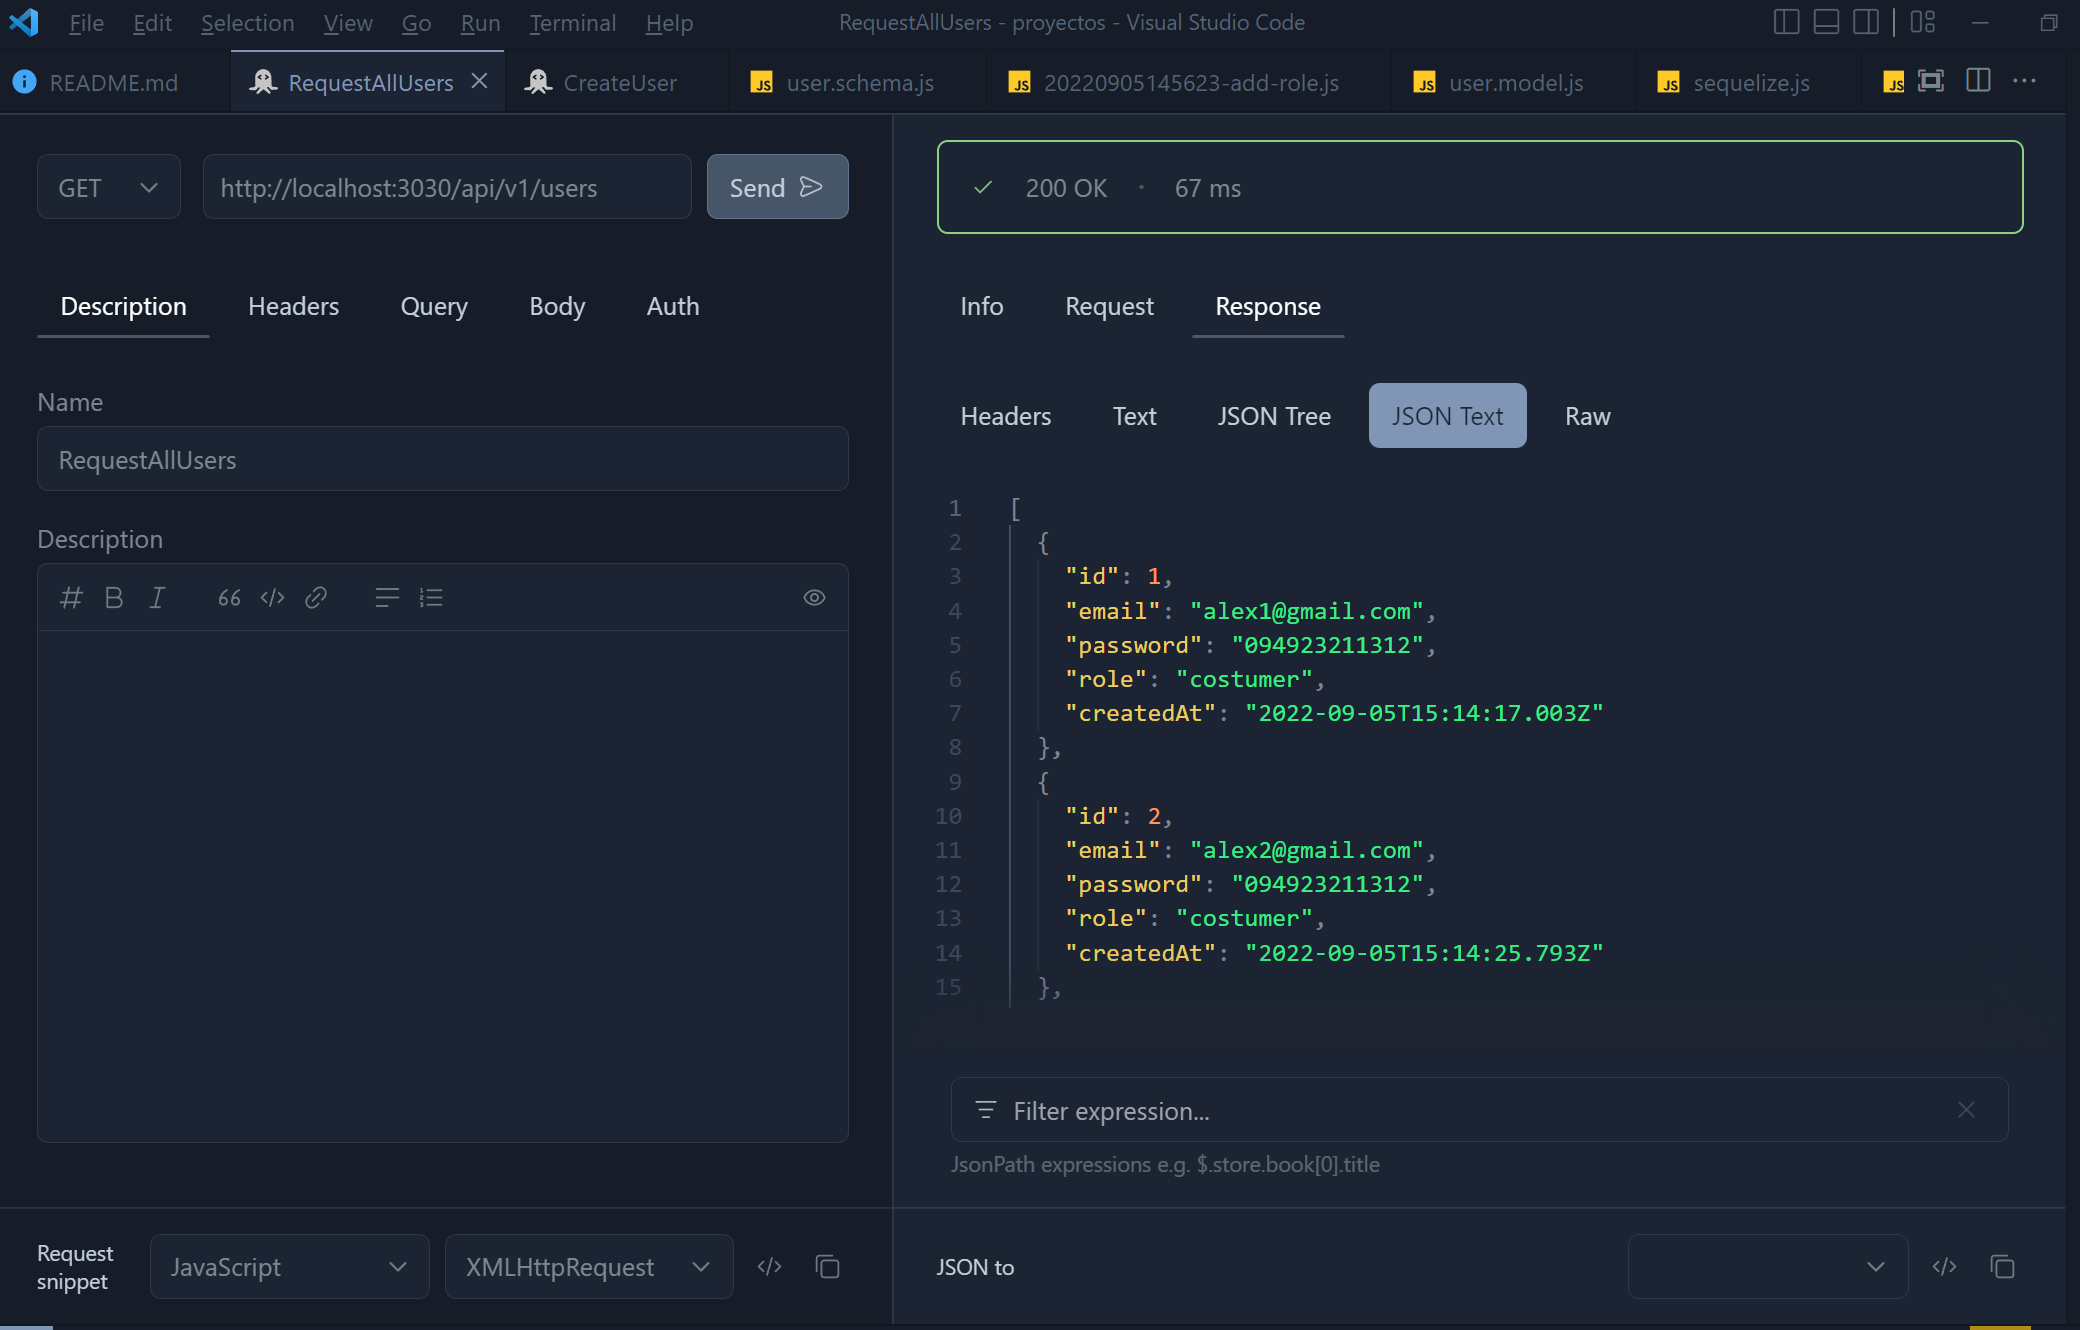 File Edit Selection View Go Run Terminal Help RequestAllUsers - proyectos - Visual Studio Code
README.md RequestAllUsers CreateUser JS user.schema.js JS 20220905145623-add-role.js JS user.model.js JS sequelize.js JS
GET http://localhost:3030/api/v1/users Send
Description Headers Query Body Auth
Name
RequestAllUsers
Description
200 OK · 67 ms
Info Request Response
Headers Text JSON Tree JSON Text Raw
1 [
2 {
3 "id": 1,
4 "email": "alex1@gmail.com",
5 "password": "094923211312",
6 "role": "costumer",
7 "createdAt": "2022-09-05T15:14:17.003Z"
8 },
9 {
10 "id": 2,
11 "email": "alex2@gmail.com",
12 "password": "094923211312",
13 "role": "costumer",
14 "createdAt": "2022-09-05T15:14:25.793Z"
15 },
Filter expression...
JsonPath expressions e.g. $.store.book[0].title
Request
snippet
JavaScript XMLHttpRequest
JSON to